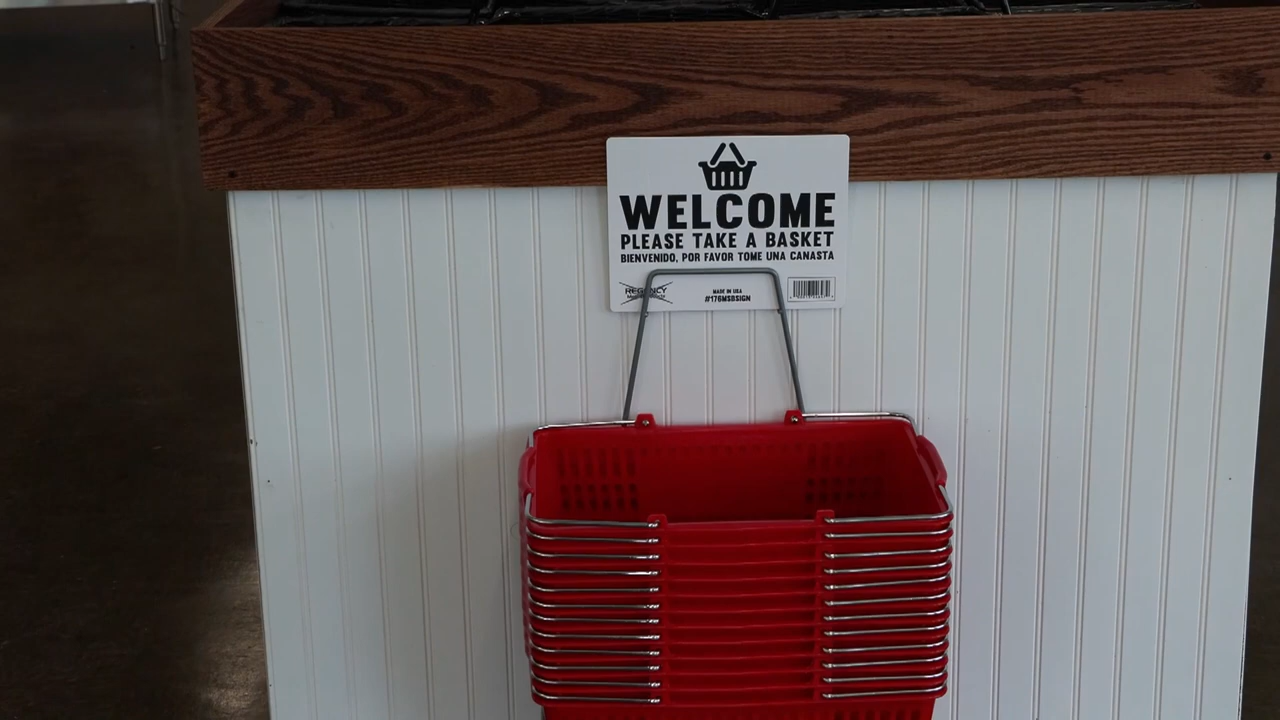 WELCOME
PLEASE TAKE A BASKET
BIENVENIDO, POR FAVOR TOME UNA CANASTA
REGENCY
MADE IN USA
#176MSBSIGN